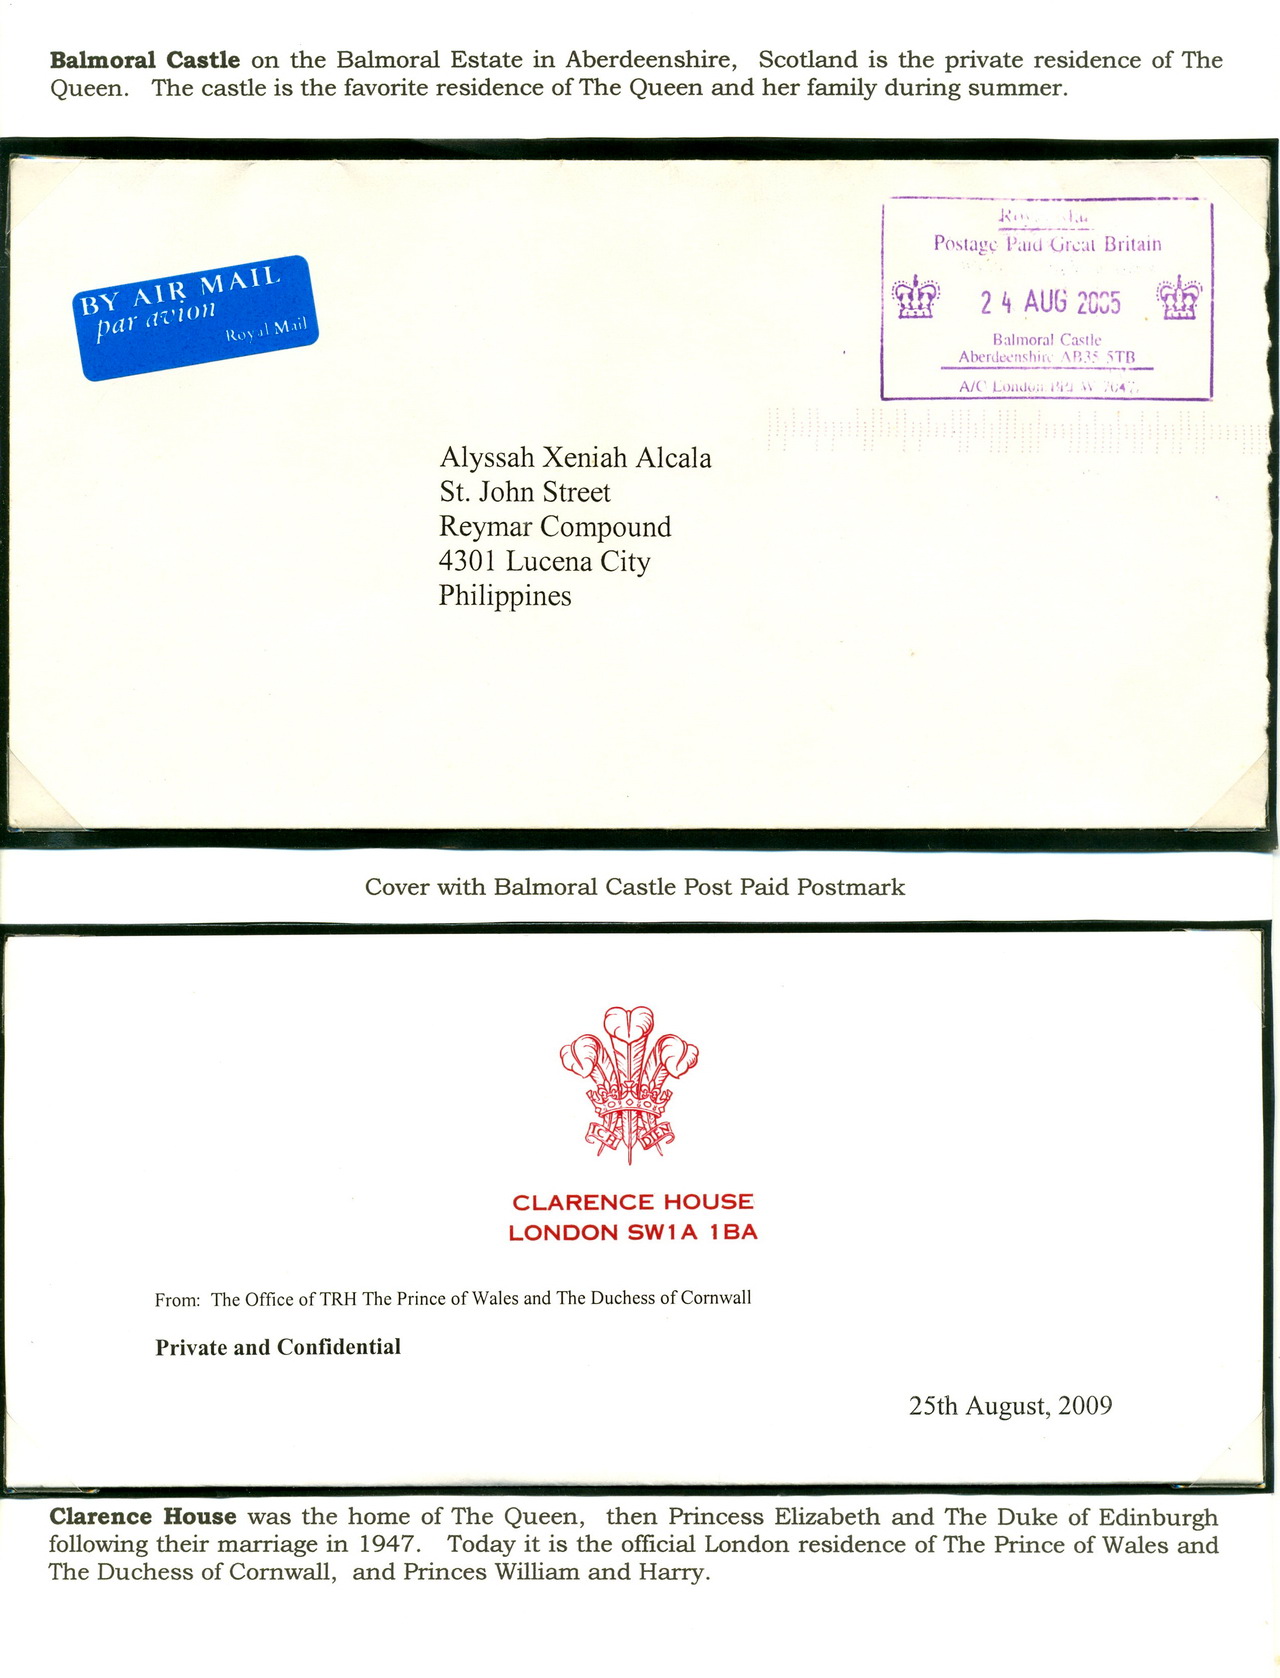 Balmoral Castle on the Balmoral Estate in Aberdeenshire, Scotland is the private residence of The
Queen. The castle is the favorite residence of The Queen and her family during summer.
BY AIR MAIL
par avion
Royal Mail
Postage Paid Great Britain
24 AUG 2005
Balmoral Castle
Aberdeenshire AB35 5TB
A/C London
Alyssah Xeniah Alcala
St. John Street
Reymar Compound
4301 Lucena City
Philippines
Cover with Balmoral Castle Post Paid Postmark
ICH DIEN
CLARENCE HOUSE
LONDON SW1A 1BA
From: The Office of TRH The Prince of Wales and The Duchess of Cornwall
Private and Confidential
25th August, 2009
Clarence House was the home of The Queen, then Princess Elizabeth and The Duke of Edinburgh
following their marriage in 1947. Today it is the official London residence of The Prince of Wales and
The Duchess of Cornwall, and Princes William and Harry.